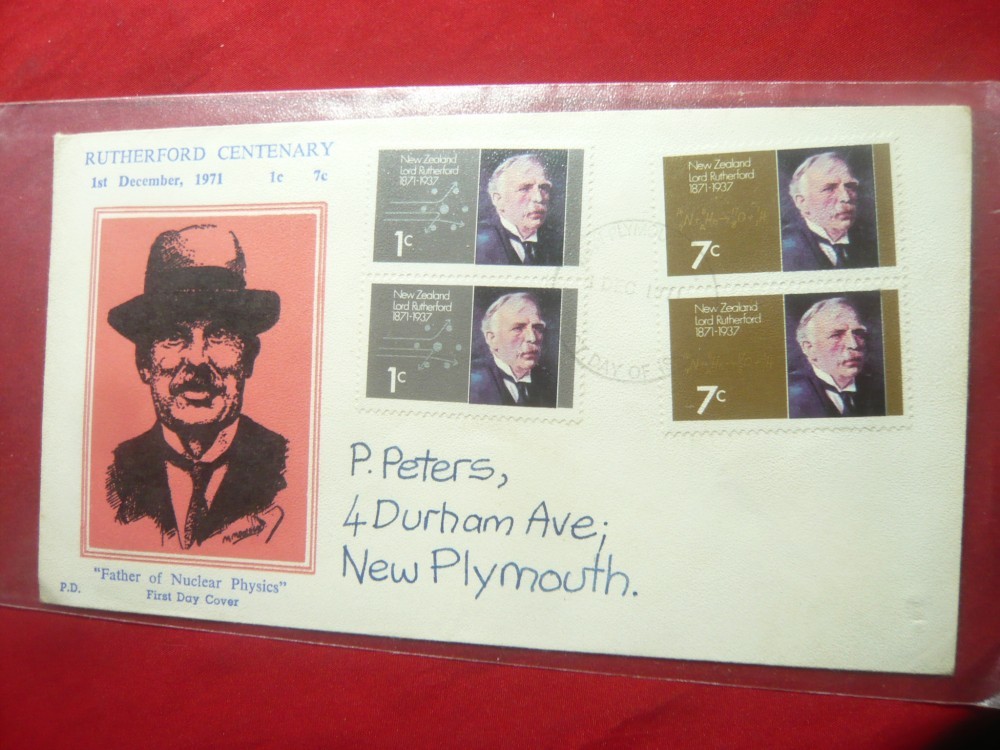 RUTHERFORD CENTENARY
1st December, 1971 1c 7c
New Zealand
Lord Rutherford
1871-1937
1c
New Zealand
Lord Rutherford
1871-1937
7c
New Zealand
Lord Rutherford
1871-1937
1c
New Zealand
Lord Rutherford
1871-1937
7c
DEC 1971
DAY OF
P. Peters,
4 Durham Ave;
New Plymouth.
"Father of Nuclear Physics"
P.D. First Day Cover